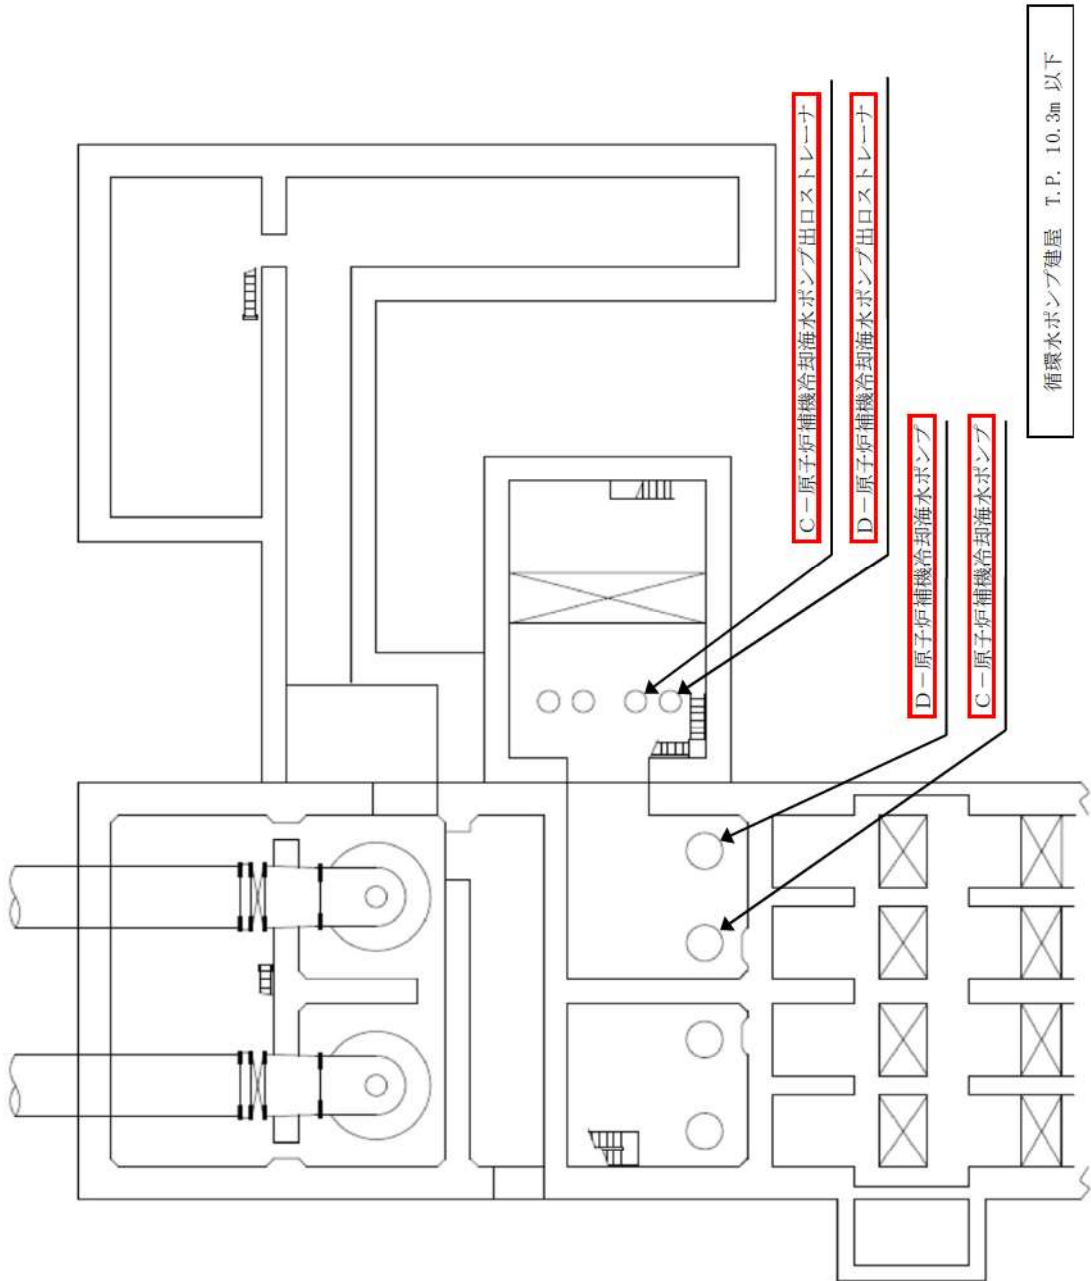 C－原子炉補機冷却海水ポンプ出口ストレーナ
D－原子炉補機冷却海水ポンプ出口ストレーナ
D－原子炉補機冷却海水ポンプ
C－原子炉補機冷却海水ポンプ
循環水ポンプ建屋 T.P. 10.3m 以下